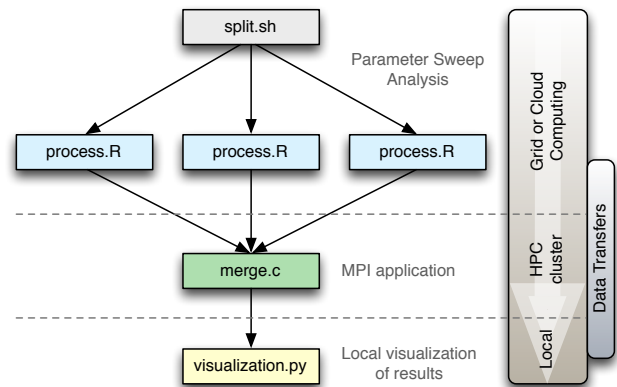 split.sh
Parameter Sweep
Analysis
process.R
process.R
process.R
merge.c
MPI application
visualization.py
Local visualization
of results
Grid or Cloud
Computing
HPC
cluster
Local
Data Transfers